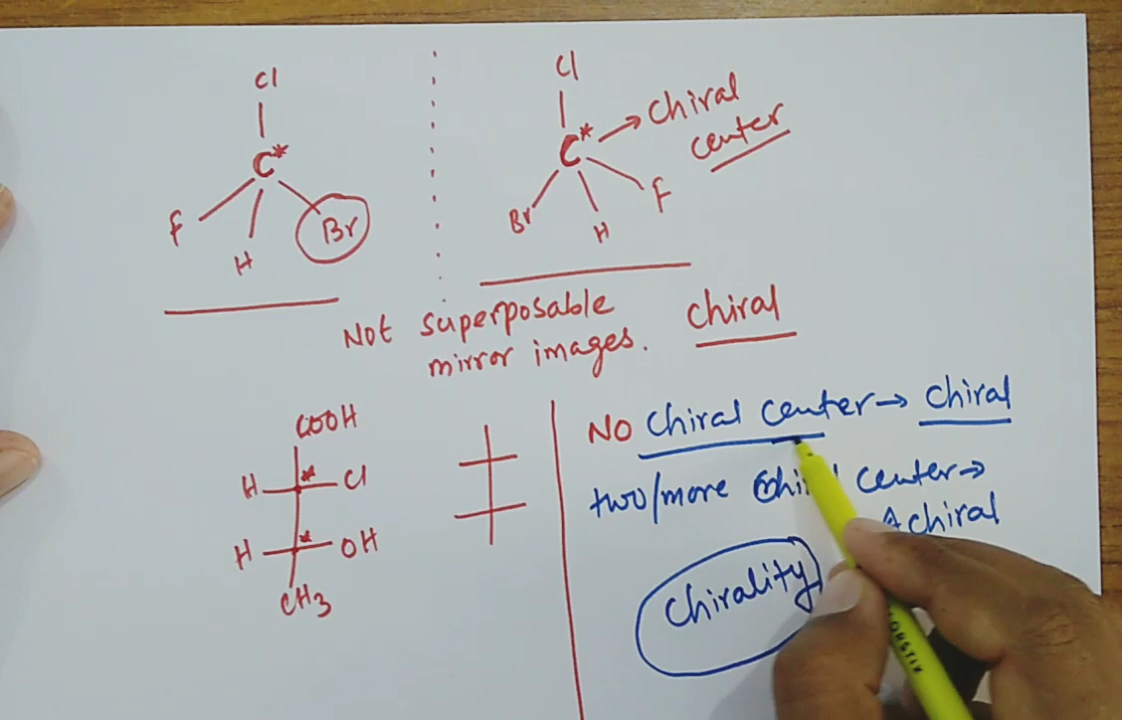 Cl
C*
F
H
Br
Cl
C* → Chiral
center
Br
H
F
Not superposable
mirror images.
chiral
COOH
H * Cl
H * OH
CH3
NO chiral center → chiral
two/more center →
Achiral
Chirality